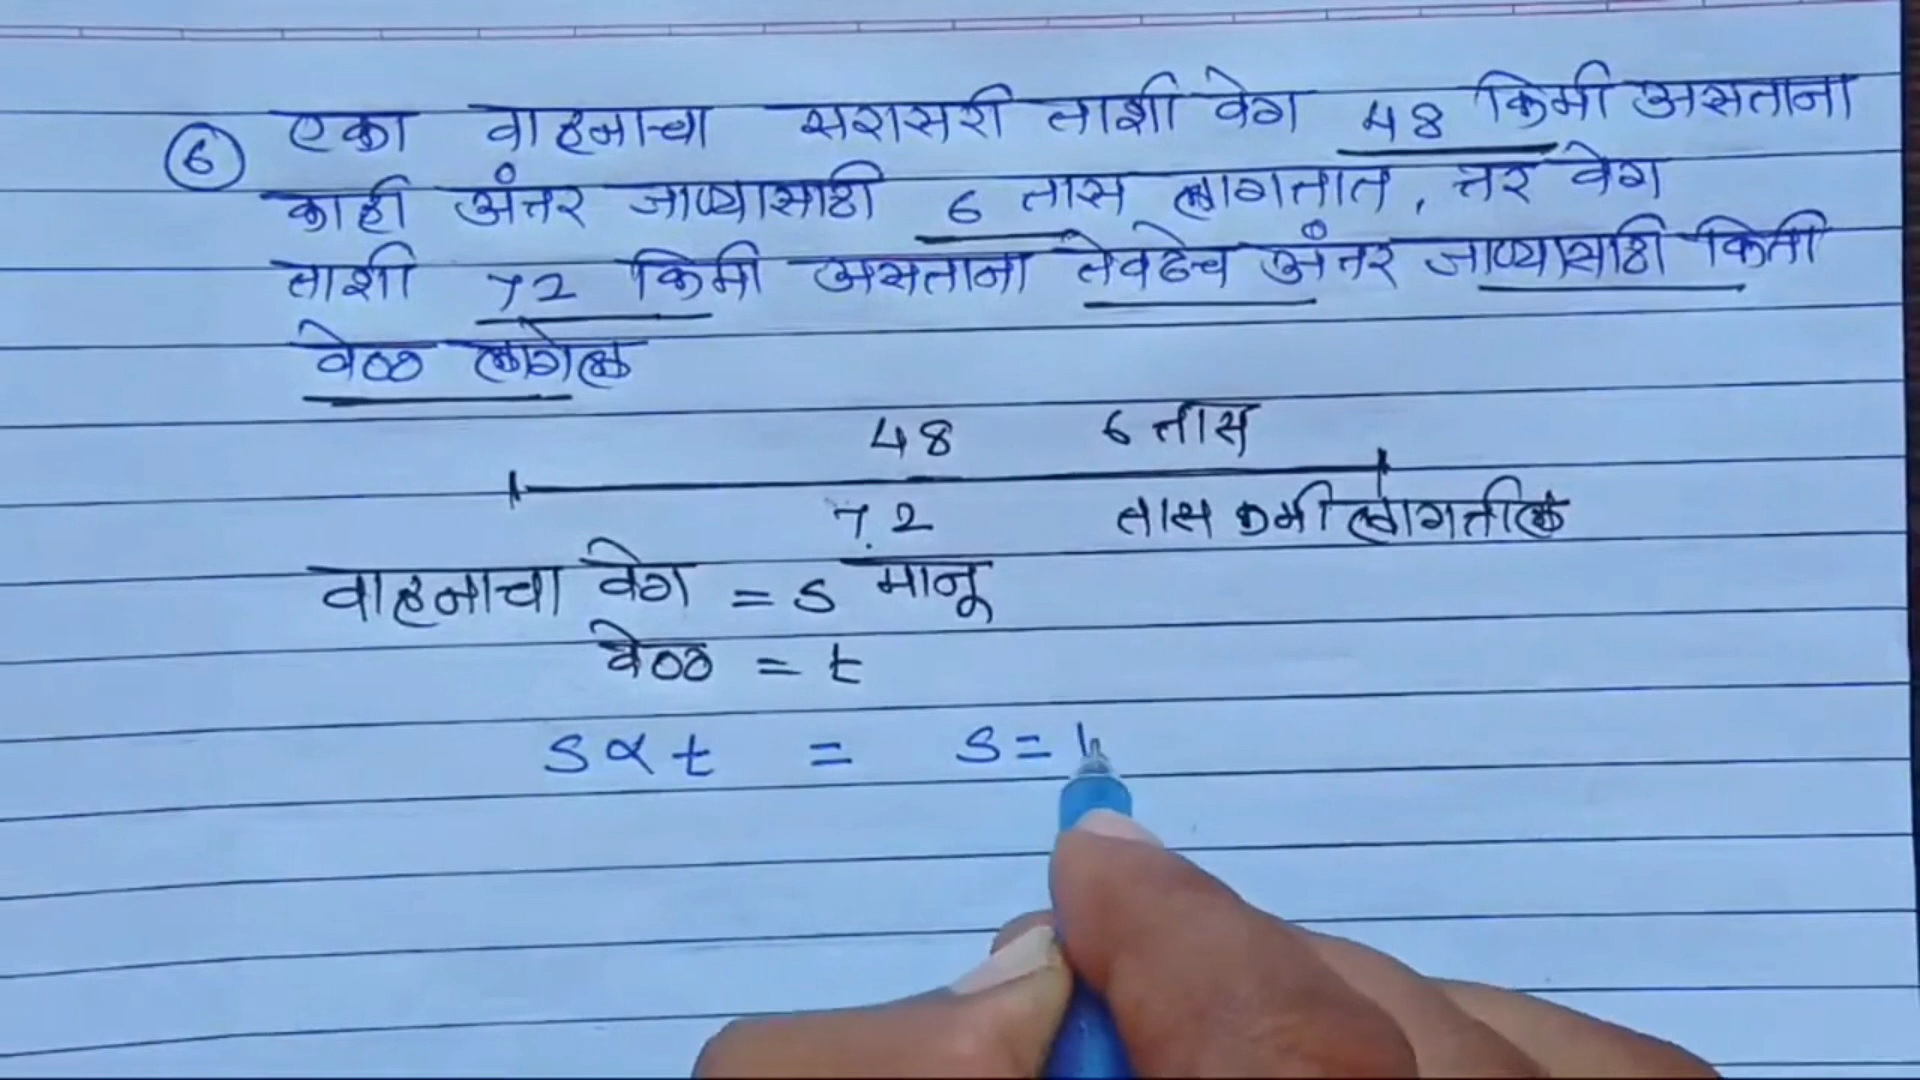 6 एका वाहनाचा सरासरी ताशी वेग 48 किमी असताना
काही अंतर जाण्यासाठी 6 तास लागतात, तर वेग
ताशी 72 किमी असताना तेवढेच अंतर जाण्यासाठी किती
वेळ लागेल
48 6 तास
72 तास कमी लागतील
वाहनाचा वेग = S मानू
वेळ = t
S ∝ t = S =